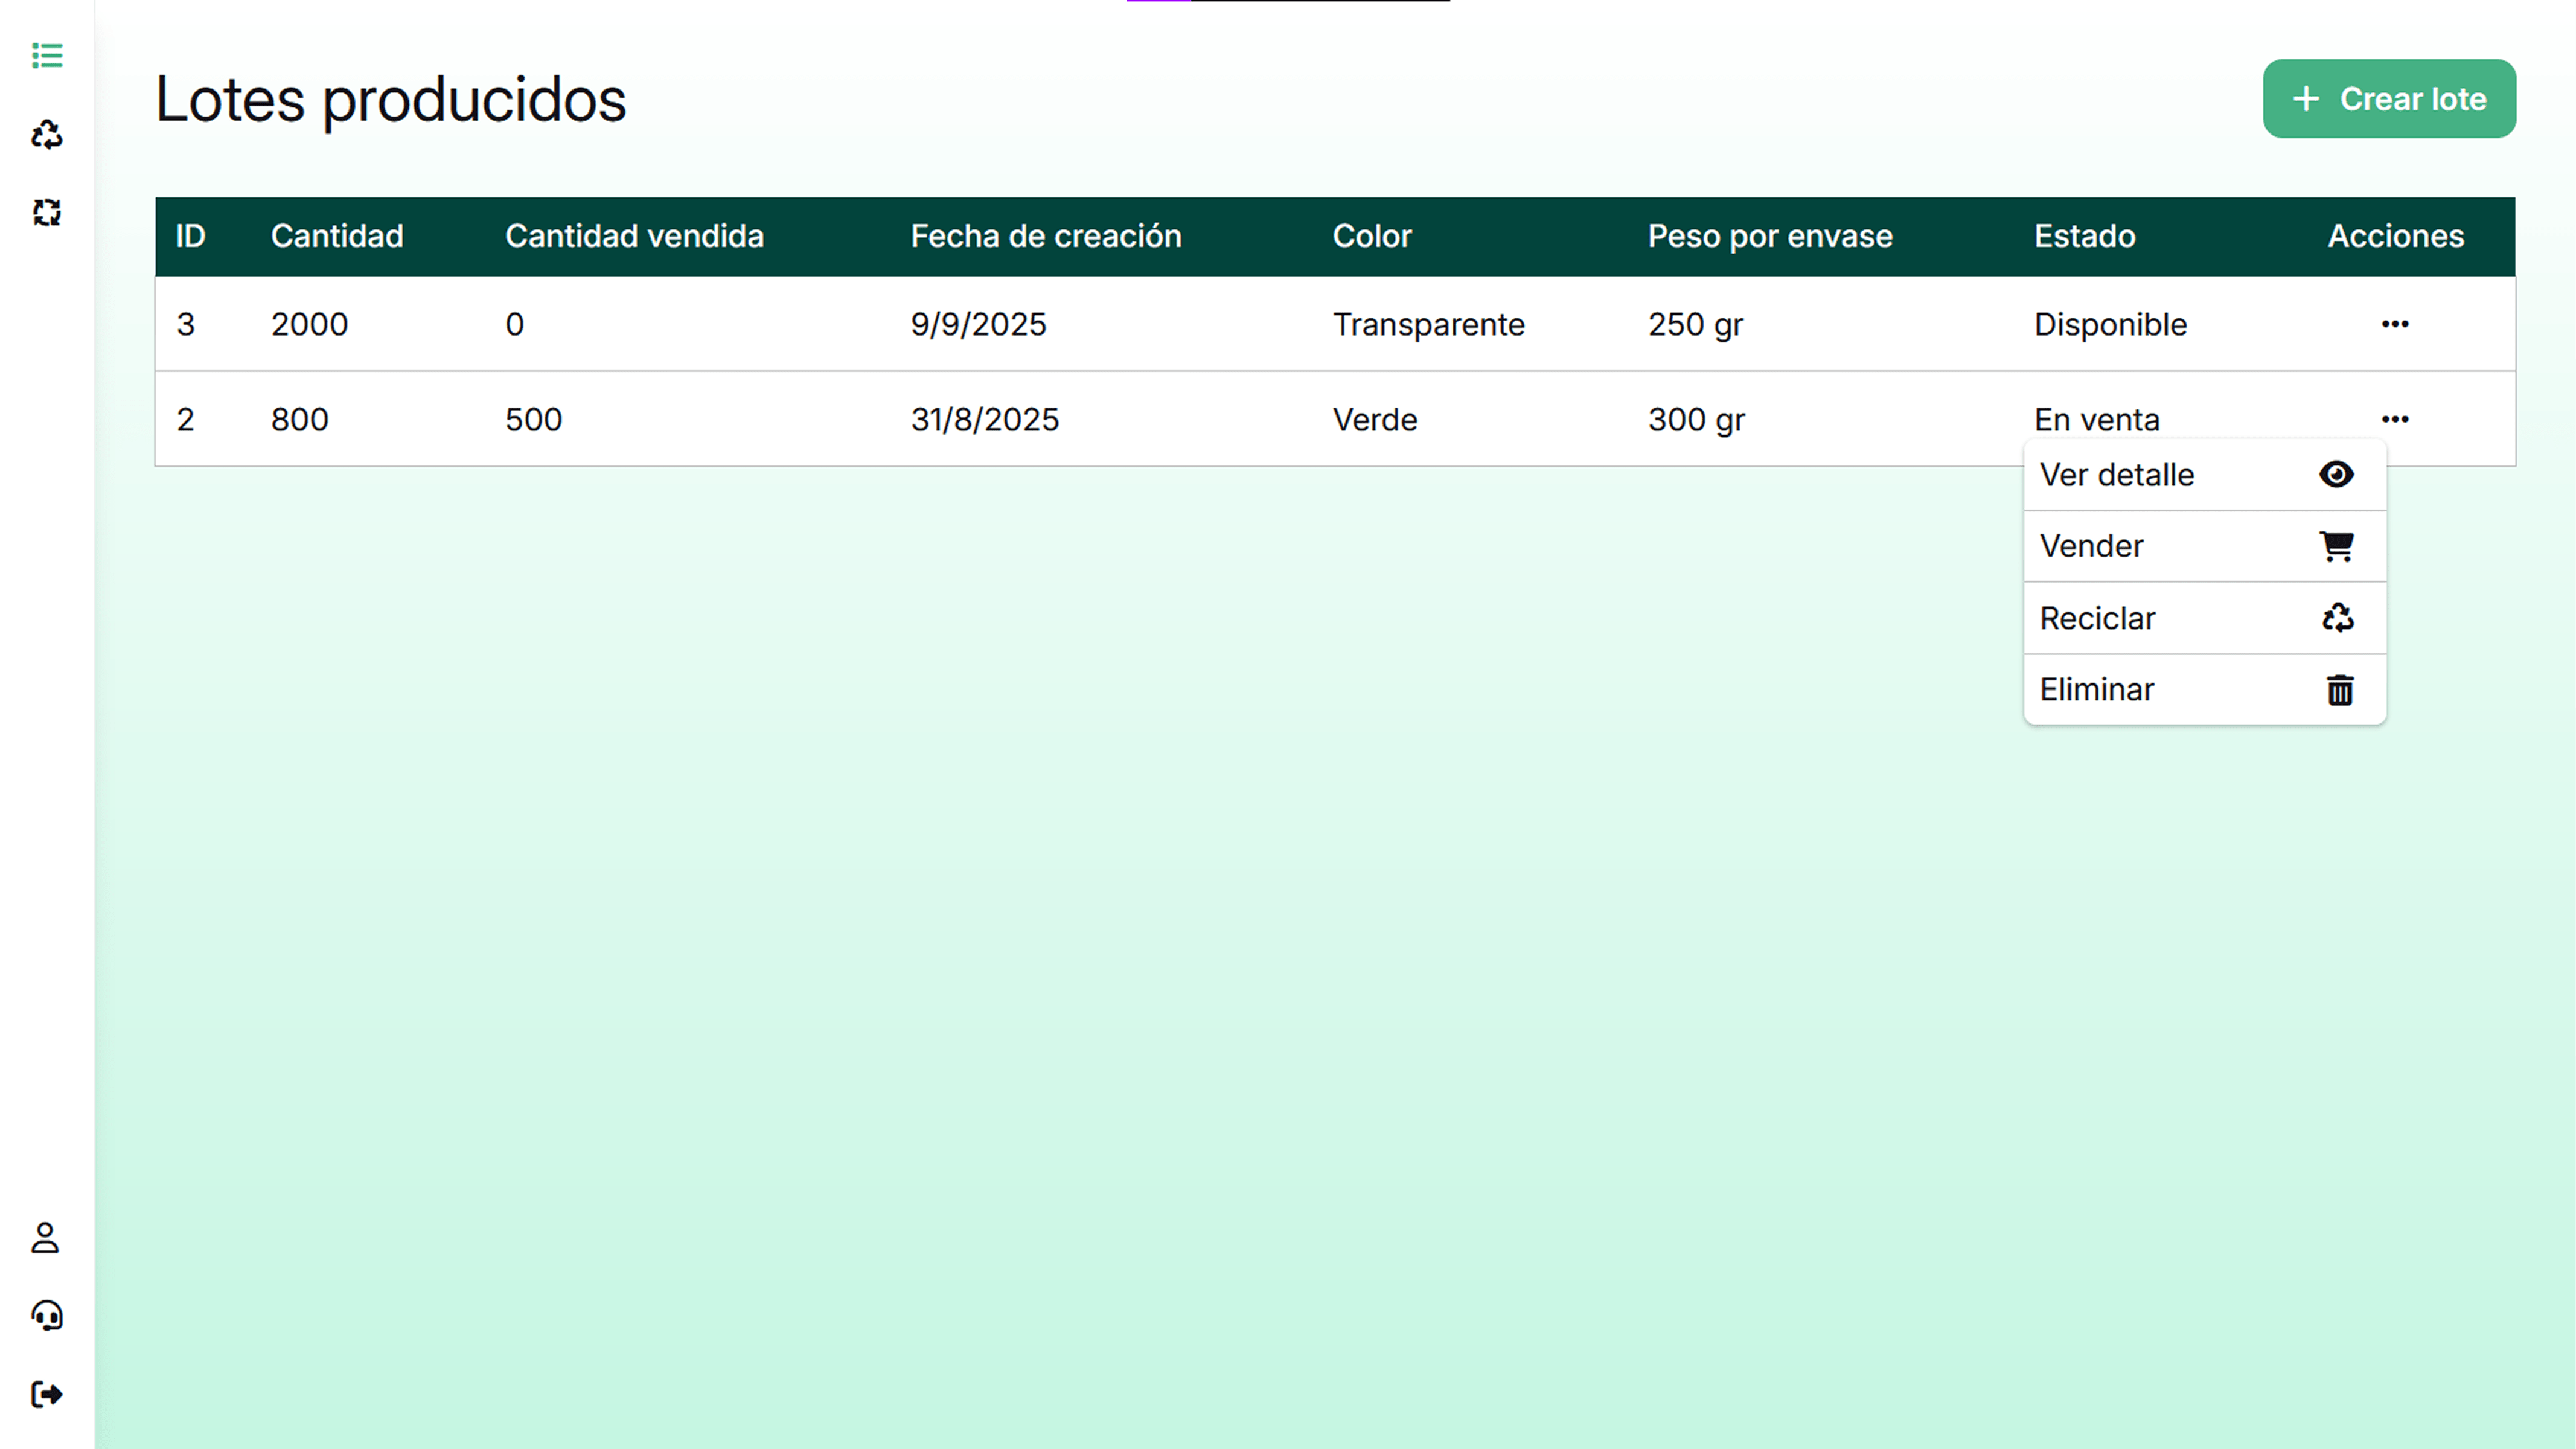 Lotes producidos
+ Crear lote
ID Cantidad Cantidad vendida Fecha de creación Color Peso por envase Estado Acciones
3 2000 0 9/9/2025 Transparente 250 gr Disponible ...
2 800 500 31/8/2025 Verde 300 gr En venta ...
Ver detalle
Vender
Reciclar
Eliminar